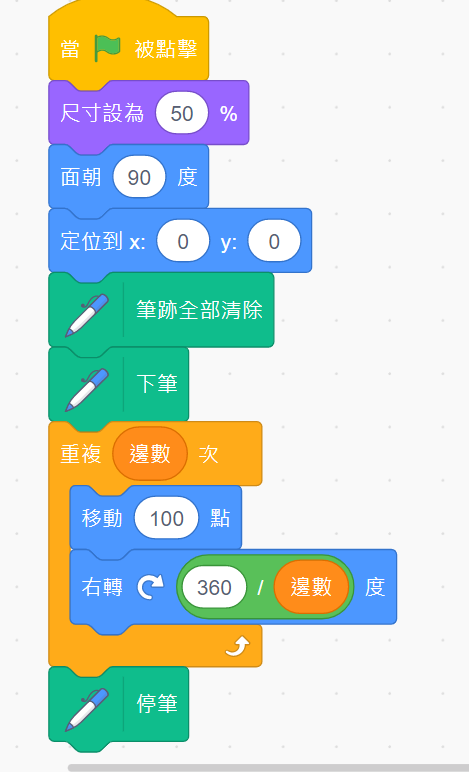 當 被點擊
尺寸設為 50 %
面朝 90 度
定位到 x: 0 y: 0
筆跡全部清除
下筆
重複 邊數 次
移動 100 點
右轉 360 / 邊數 度
停筆